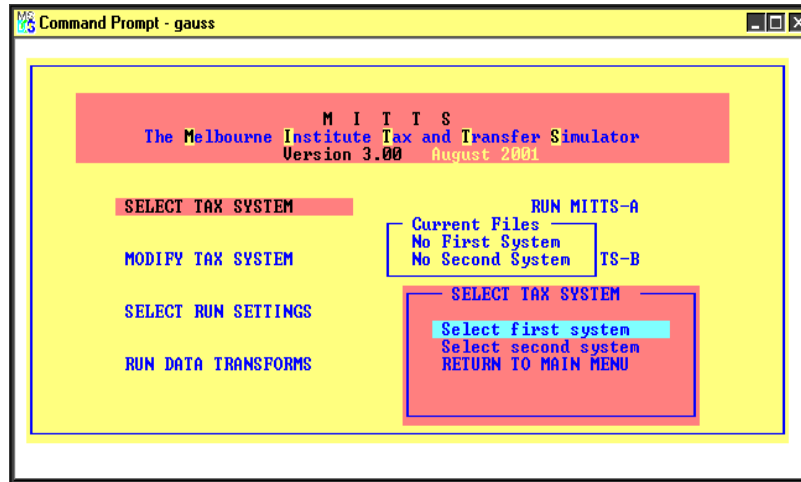 Command Prompt - gauss
M I T T S
The Melbourne Institute Tax and Transfer Simulator
Version 3.00 August 2001
SELECT TAX SYSTEM
RUN MITTS-A
Current Files
No First System
No Second System
MODIFY TAX SYSTEM
TS-B
SELECT TAX SYSTEM
SELECT RUN SETTINGS
Select first system
Select second system
RUN DATA TRANSFORMS
RETURN TO MAIN MENU